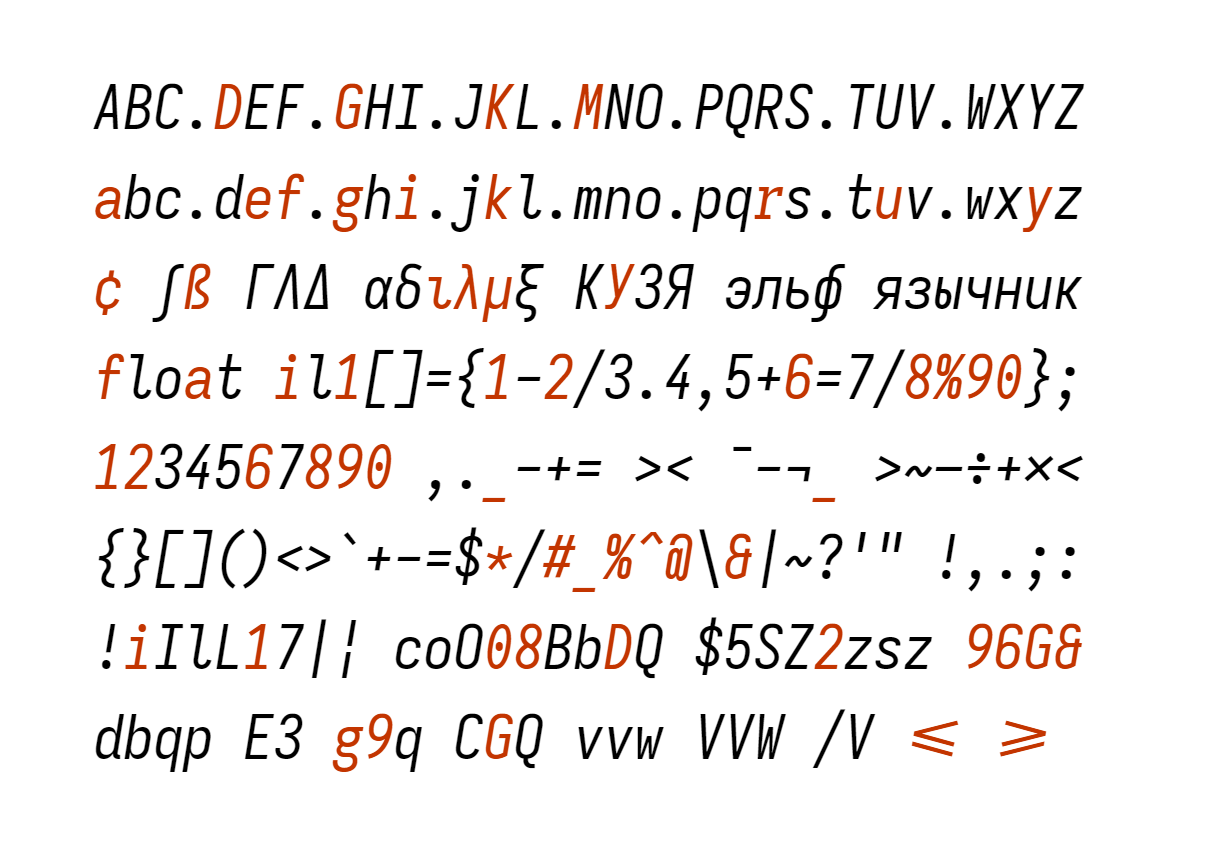 ABC.DEF.GHI.JKL.MNO.PQRS.TUV.WXYZ
abc.def.ghi.jkl.mno.pqrs.tuv.wxyz
¢ ʃß ΓΛΔ αδιλμξ КУЗЯ эльф язычник
float il1[]={1-2/3.4,5+6=7/8%90};
1234567890 ,._-+= >< ¯-¬_ >~–÷+×<
{}[]()<>`+-=$*/#_%^@\&|~?'" !,.;:
!iIlL17|¦ coO08BbDQ $5SZ2zsz 96G&
dbqp E3 g9q CGQ vvw VVW /V ⩽ ⩾